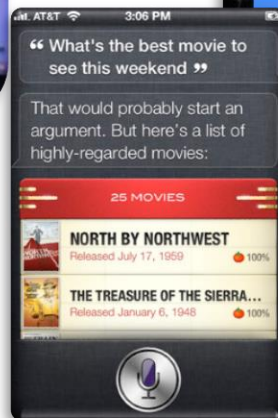 AT&T 3:06 PM
“ What's the best movie to
see this weekend ”
That would probably start an
argument. But here's a list of
highly-regarded movies:
25 MOVIES
NORTH BY NORTHWEST
Released July 17, 1959 100%
THE TREASURE OF THE SIERRA...
Released January 6, 1948 100%